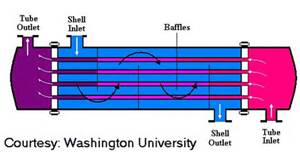 Tube
Outlet
Shell
Inlet
Baffles
Shell
Outlet
Tube
Inlet
Courtesy: Washington University